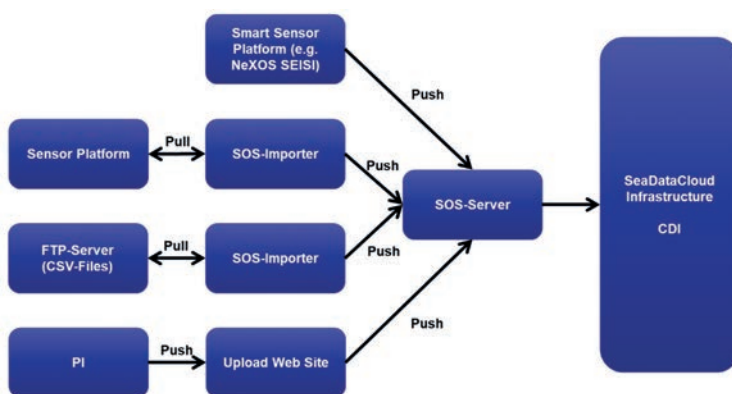 Smart Sensor
Platform (e.g.
NeXOS SEISI)
Push
Sensor Platform
Pull
SOS-Importer
Push
SOS-Server
SeaDataCloud
Infrastructure
CDI
FTP-Server
(CSV-Files)
Pull
SOS-Importer
Push
PI
Push
Upload Web Site
Push